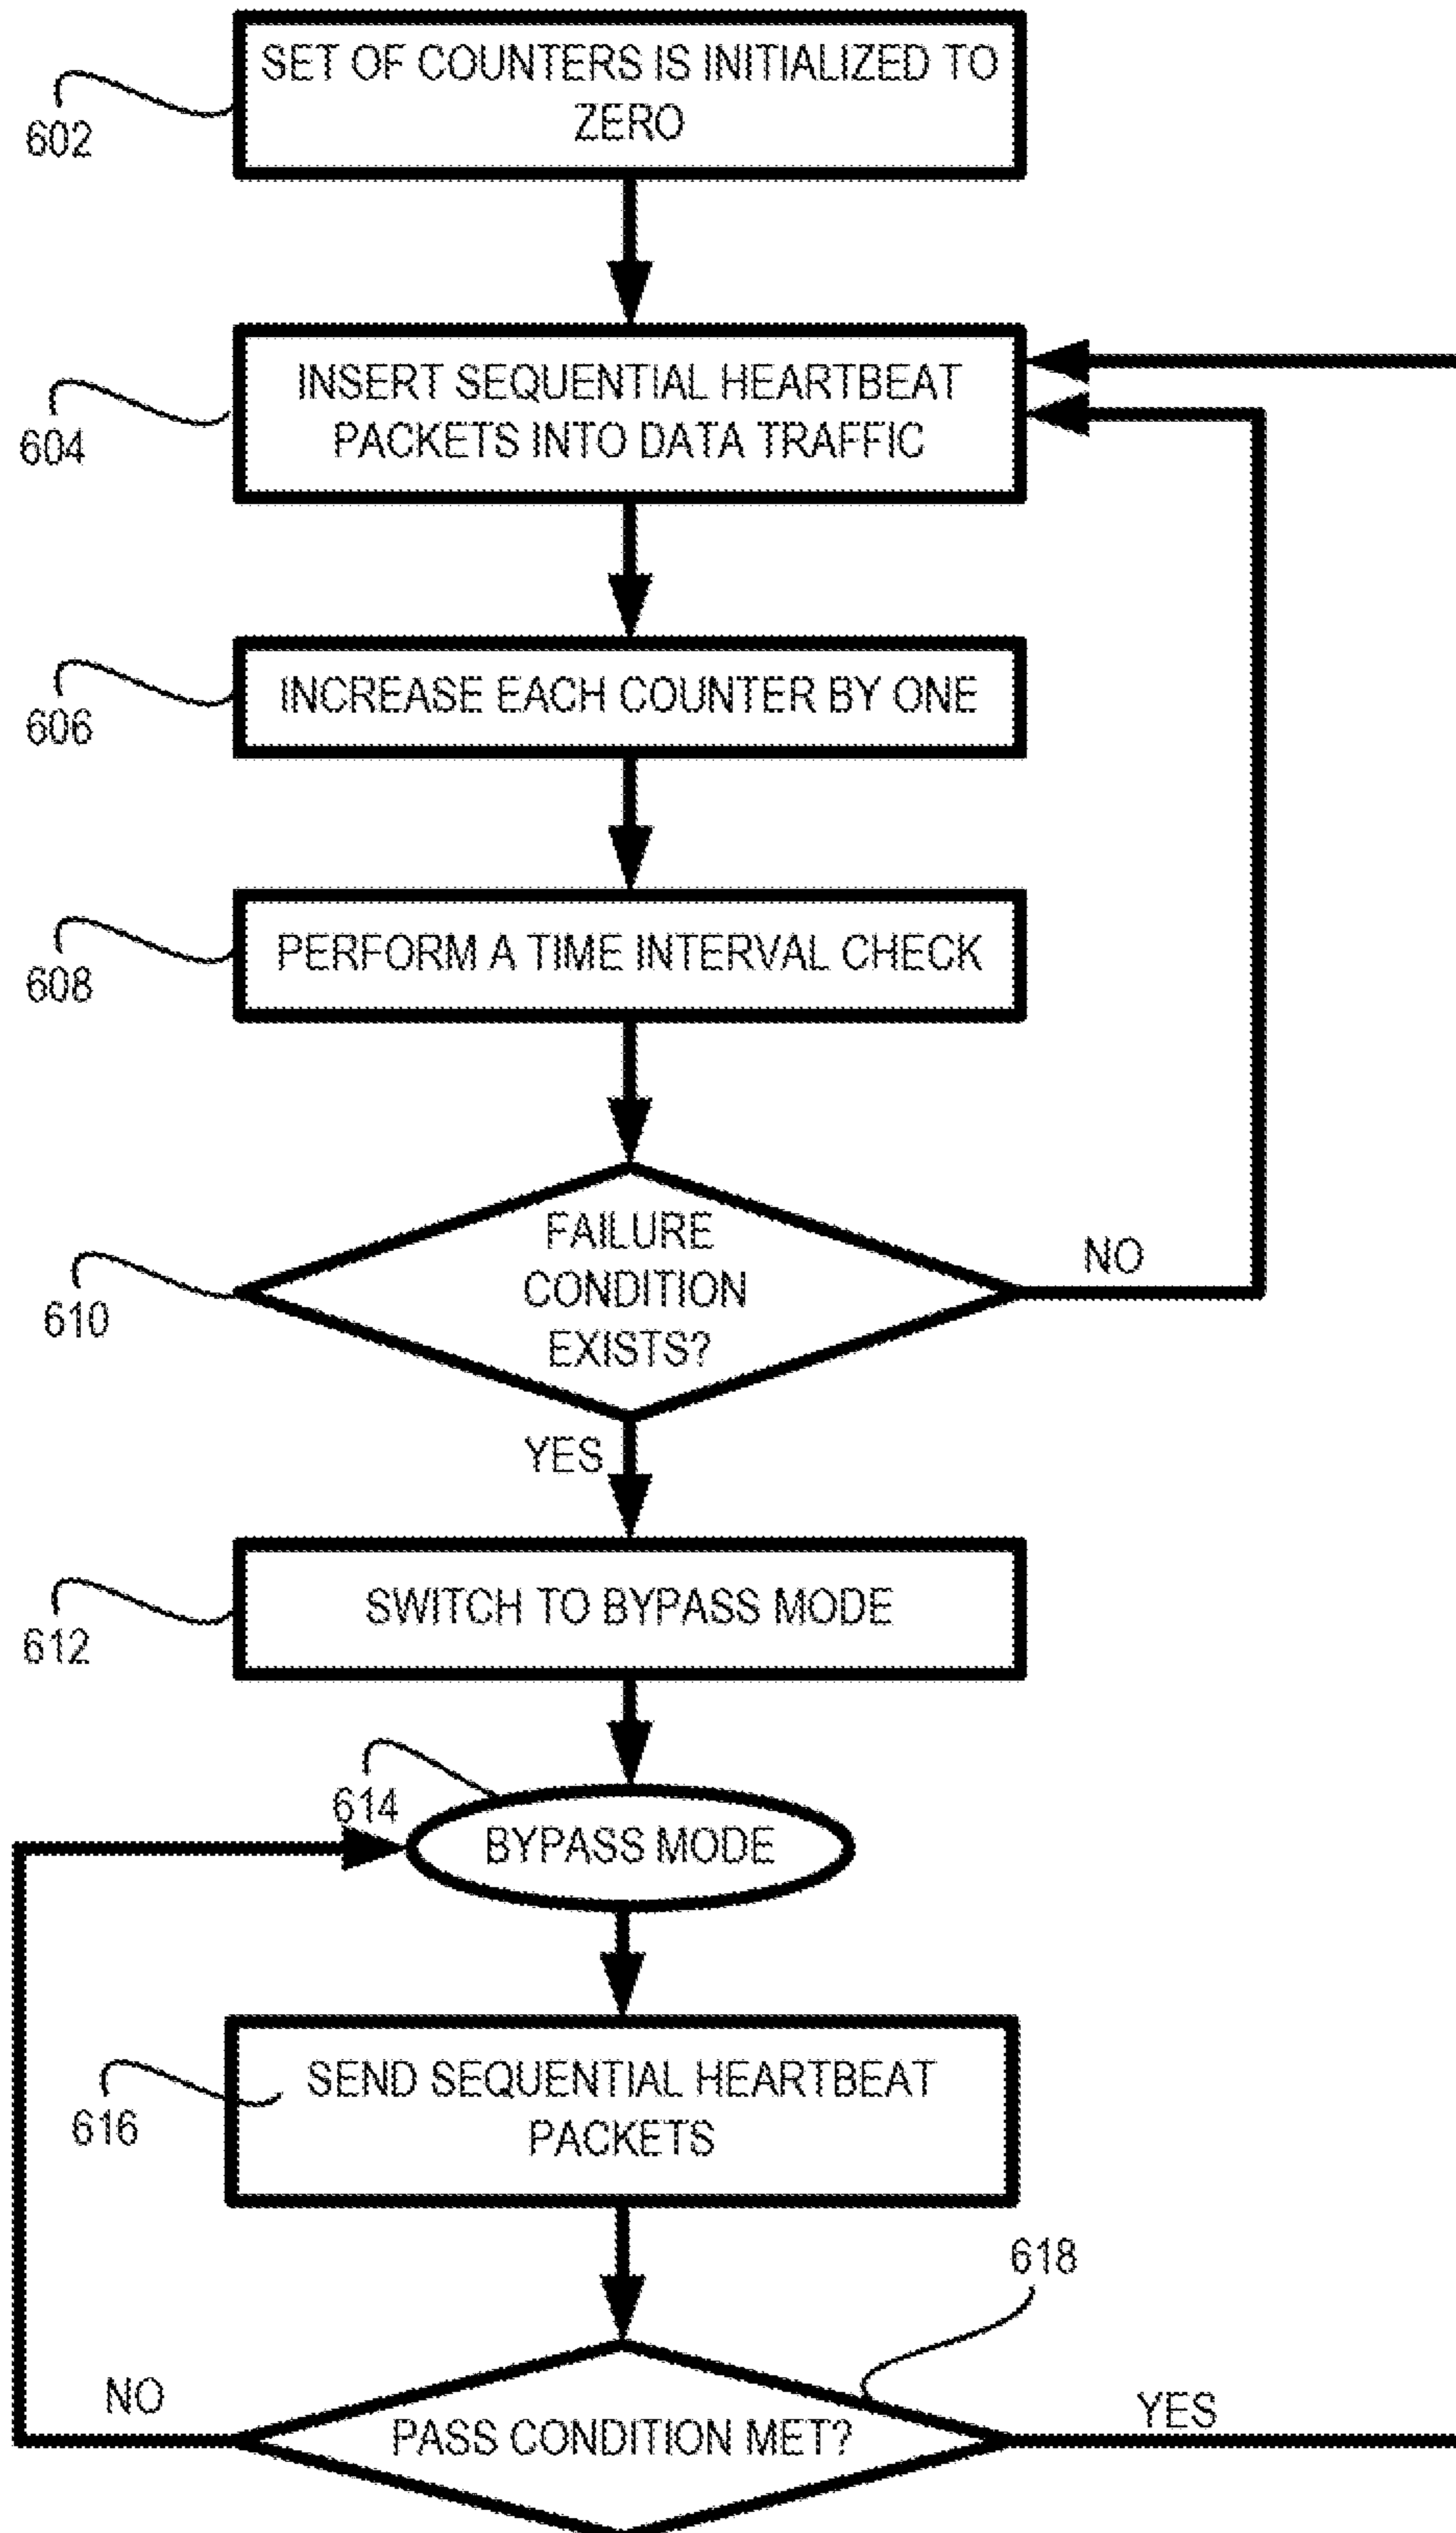 SET OF COUNTERS IS INITIALIZED TO
ZERO
602
INSERT SEQUENTIAL HEARTBEAT
PACKETS INTO DATA TRAFFIC
604
INCREASE EACH COUNTER BY ONE
606
PERFORM A TIME INTERVAL CHECK
608
FAILURE
CONDITION
EXISTS?
NO
610
YES
SWITCH TO BYPASS MODE
612
614
BYPASS MODE
SEND SEQUENTIAL HEARTBEAT
PACKETS
616
618
NO
YES
PASS CONDITION MET?